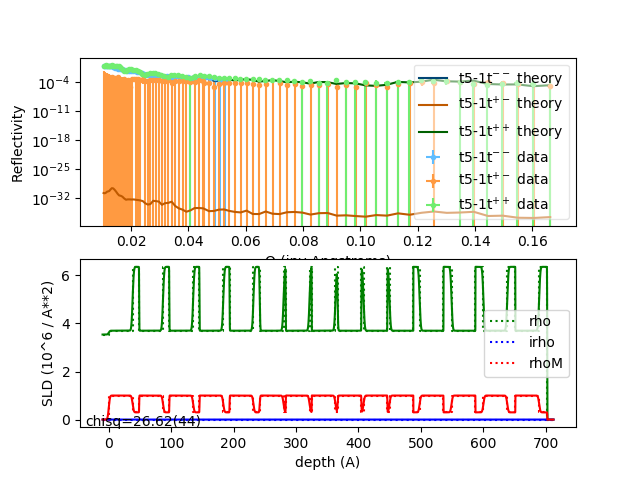 Reflectivity
10⁻⁴
10⁻¹¹
10⁻¹⁸
10⁻²⁵
10⁻³²
t5-1t⁻⁻ theory
t5-1t⁺⁻ theory
t5-1t⁺⁺ theory
t5-1t⁻⁻ data
t5-1t⁺⁻ data
t5-1t⁺⁺ data
0.02 0.04 0.06 0.08 0.10 0.12 0.14 0.16
SLD (10^6 / A**2)
6
4
2
0
rho
irho
rhoM
chisq=26.62(44)
0 100 200 300 400 500 600 700
depth (A)